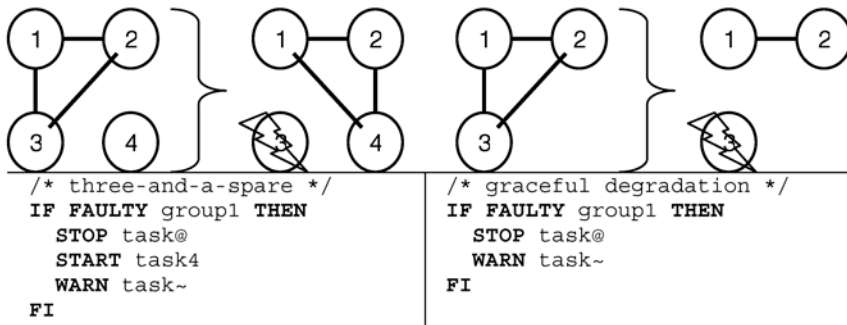 1 2 1 2 1 2 1 2
3 4 3 4 3 3
/* three-and-a-spare */
IF FAULTY group1 THEN
STOP task@
START task4
WARN task~
FI
/* graceful degradation */
IF FAULTY group1 THEN
STOP task@
WARN task~
FI